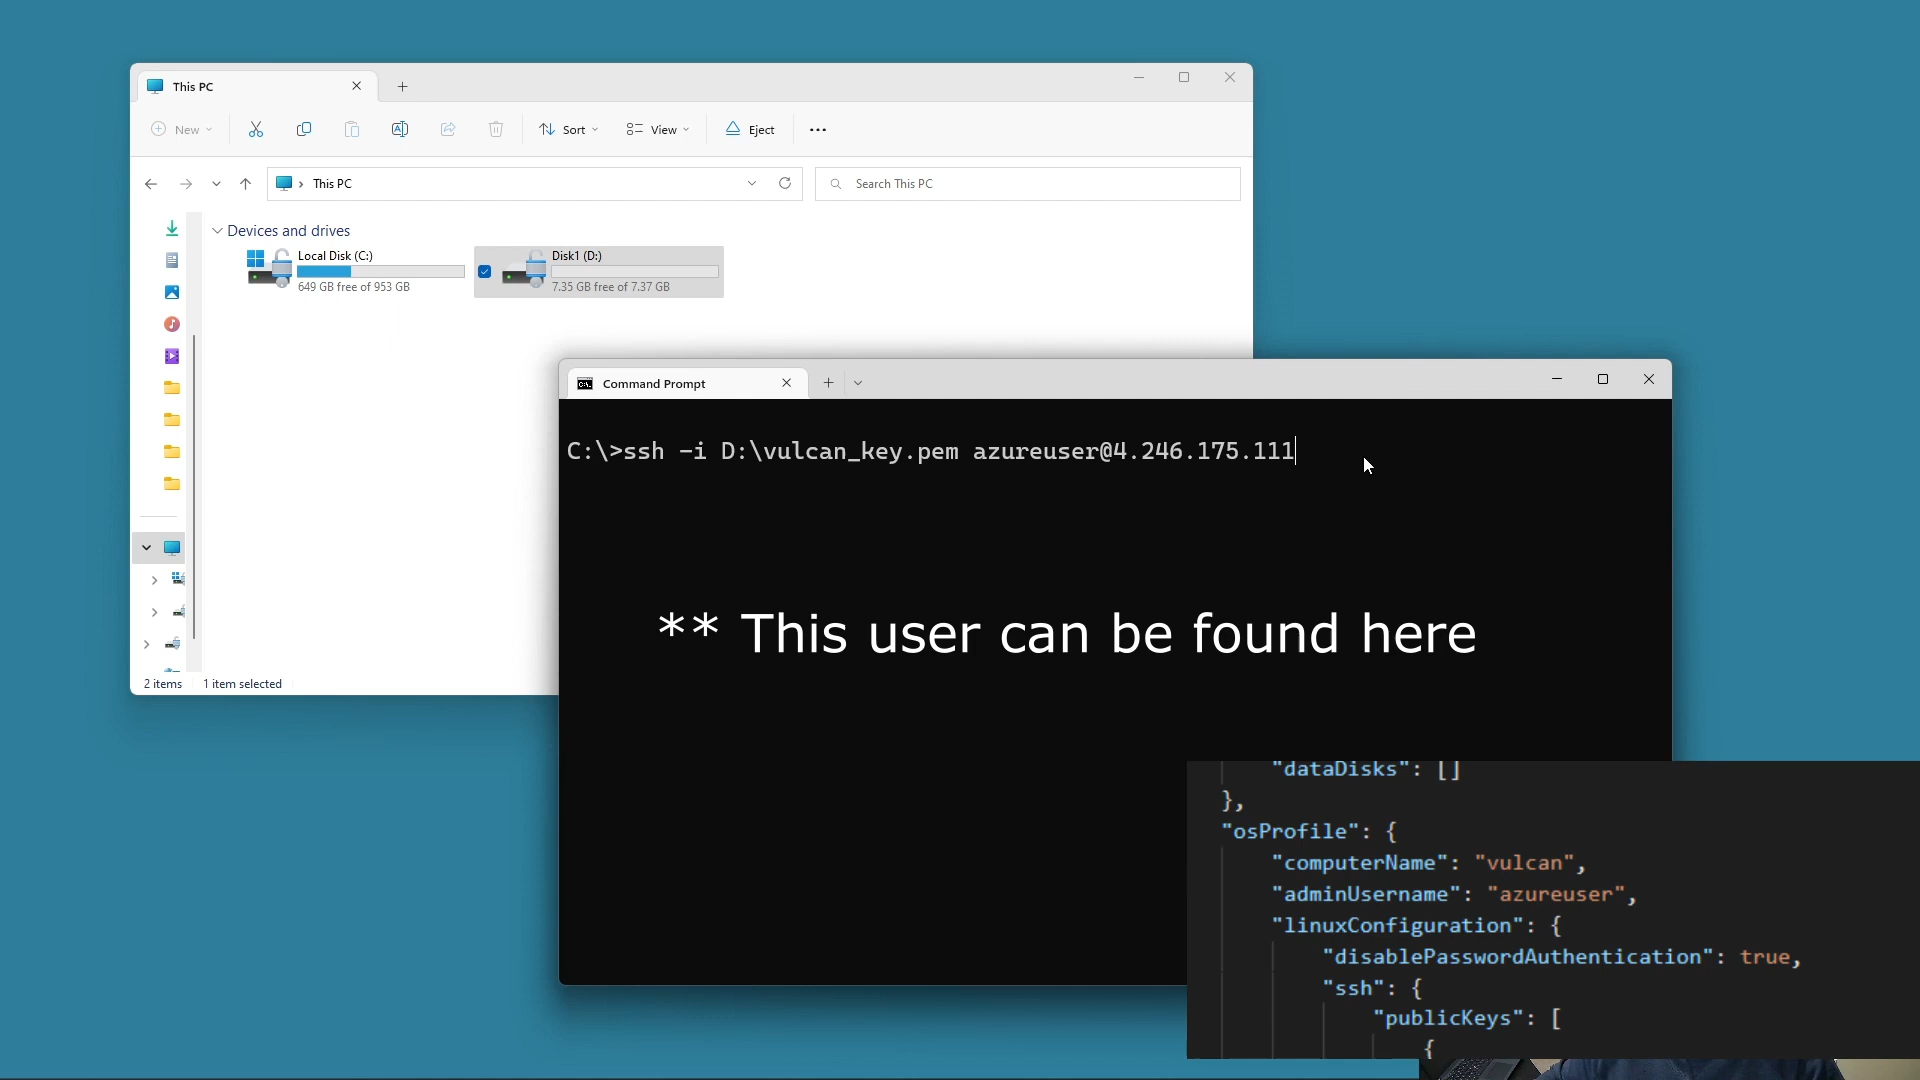 This PC
New
Sort
View
Eject
This PC
Search This PC
Devices and drives
Local Disk (C:)
649 GB free of 953 GB
Disk1 (D:)
7.35 GB free of 7.37 GB
2 items
1 item selected
Command Prompt
C:\>ssh -i D:\vulcan_key.pem azureuser@4.246.175.111
** This user can be found here
"dataDisks": []
},
"osProfile": {
"computerName": "vulcan",
"adminUsername": "azureuser",
"linuxConfiguration": {
"disablePasswordAuthentication": true,
"ssh": {
"publicKeys": [
{